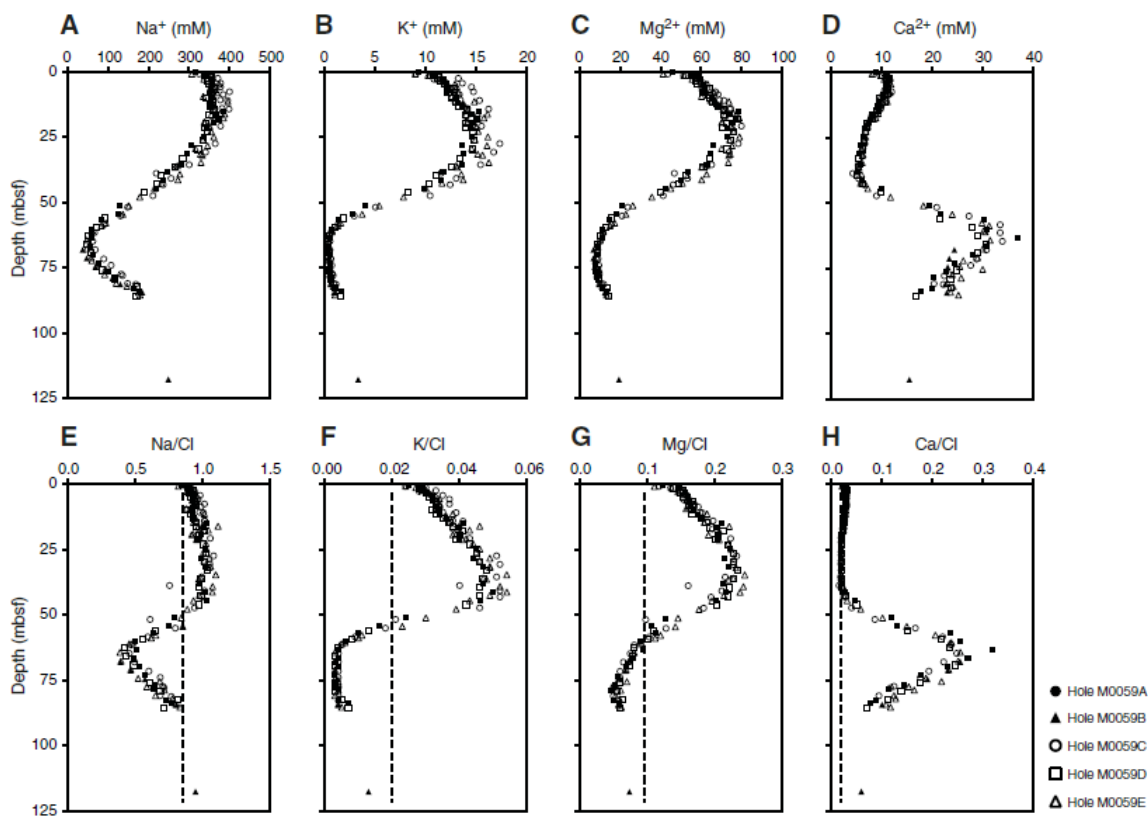 A Na⁺ (mM) B K⁺ (mM) C Mg²⁺ (mM) D Ca²⁺ (mM)
0 100 200 300 400 500 0 5 10 15 20 0 20 40 60 80 100 0 10 20 30 40
0
25
50
75
100
125
Depth (mbsf)
E Na/Cl F K/Cl G Mg/Cl H Ca/Cl
0.0 0.5 1.0 1.5 0.00 0.02 0.04 0.06 0 0.1 0.2 0.3 0.0 0.1 0.2 0.3 0.4
0
25
50
75
100
125
Depth (mbsf)
Hole M0059A
Hole M0059B
Hole M0059C
Hole M0059D
Hole M0059E